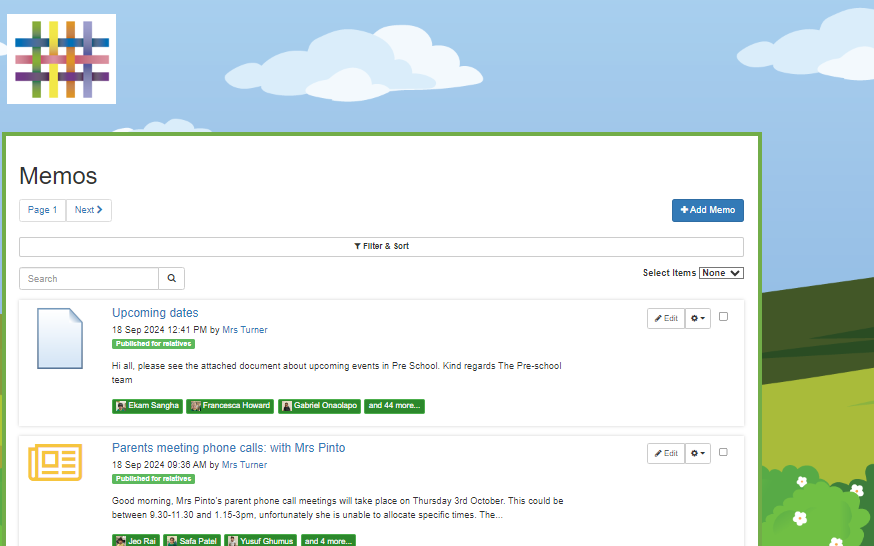 Memos
Page 1 Next
Add Memo
Filter & Sort
Search
Select Items None
Upcoming dates
18 Sep 2024 12:41 PM by Mrs Turner
Published for relatives
Edit
Hi all, please see the attached document about upcoming events in Pre School. Kind regards The Pre-school
team
Ekam Sangha Francesca Howard Gabriel Onaolapo and 44 more...
Parents meeting phone calls: with Mrs Pinto
18 Sep 2024 09:36 AM by Mrs Turner
Published for relatives
Edit
Good morning, Mrs Pinto's parent phone call meetings will take place on Thursday 3rd October. This could be
between 9.30-11.30 and 1.15-3pm, unfortunately she is unable to allocate specific times. The...
Jeo Rai Safa Patel Yusuf Ghumus and 4 more...